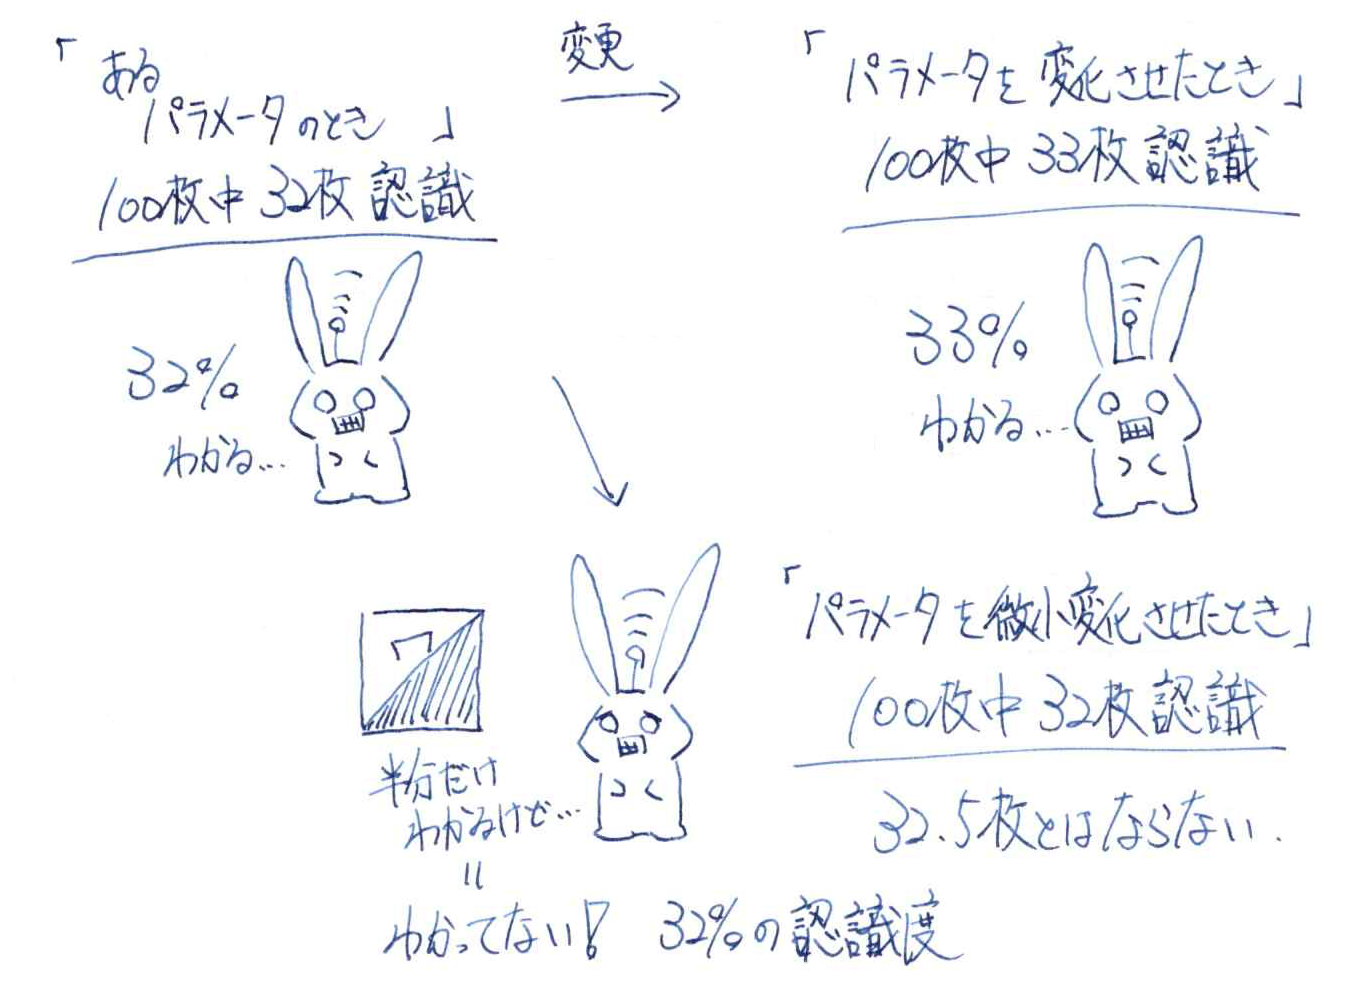 「ある
パラメータのとき」
100枚中 32枚 認識
変更
「パラメータを 変化させたとき」
100枚中 33枚 認識
32%
わかる…
33%
わかる…
半分だけ
わかるけど…
=
わかってない!
32%の認識度
「パラメータを微小変化させたとき」
100枚中 32枚 認識
32.5枚とはならない.